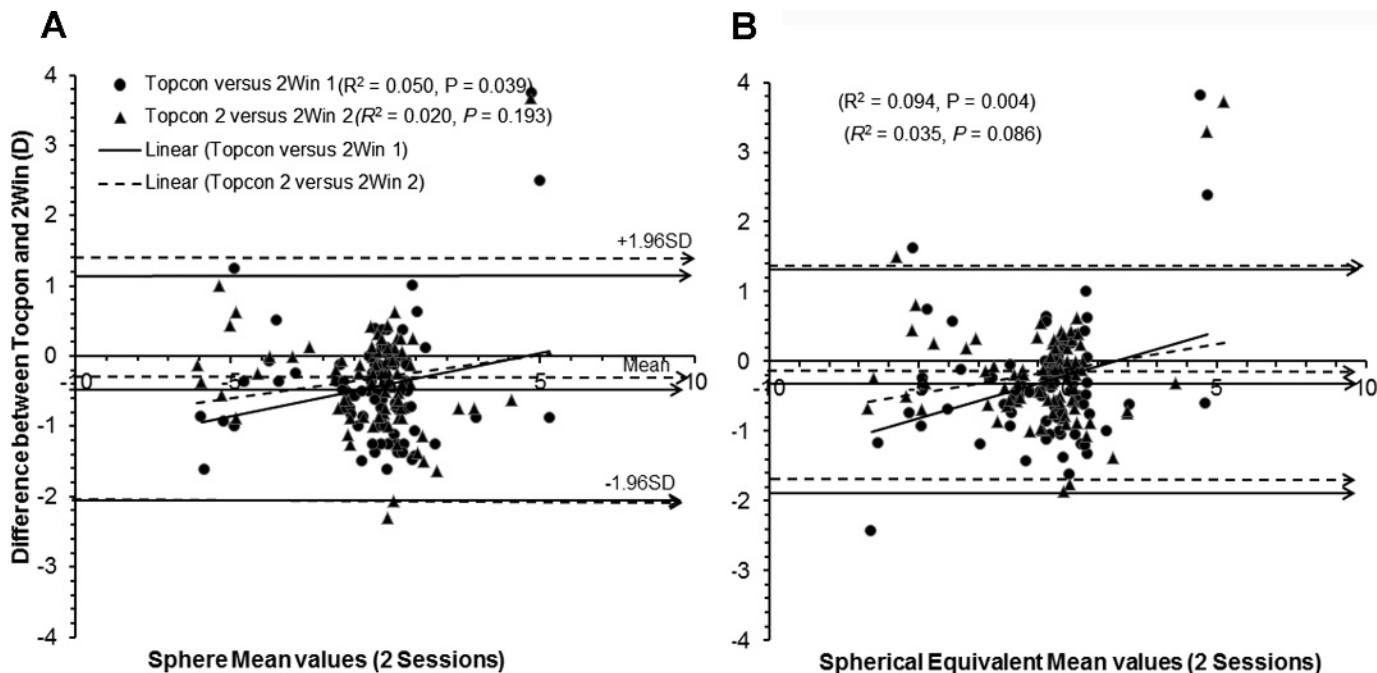 A
Difference between Tocpon and 2Win (D)
4
3
2
1
0
-1
-2
-3
-4
Topcon versus 2Win 1 (R² = 0.050, P = 0.039)
Topcon 2 versus 2Win 2 (R² = 0.020, P = 0.193)
Linear (Topcon versus 2Win 1)
Linear (Topcon 2 versus 2Win 2)
+1.96SD
Mean
-1.96SD
-10
-5
0
5
10
Sphere Mean values (2 Sessions)
B
4
3
2
1
0
-1
-2
-3
-4
(R² = 0.094, P = 0.004)
(R² = 0.035, P = 0.086)
-10
-5
0
5
10
Spherical Equivalent Mean values (2 Sessions)